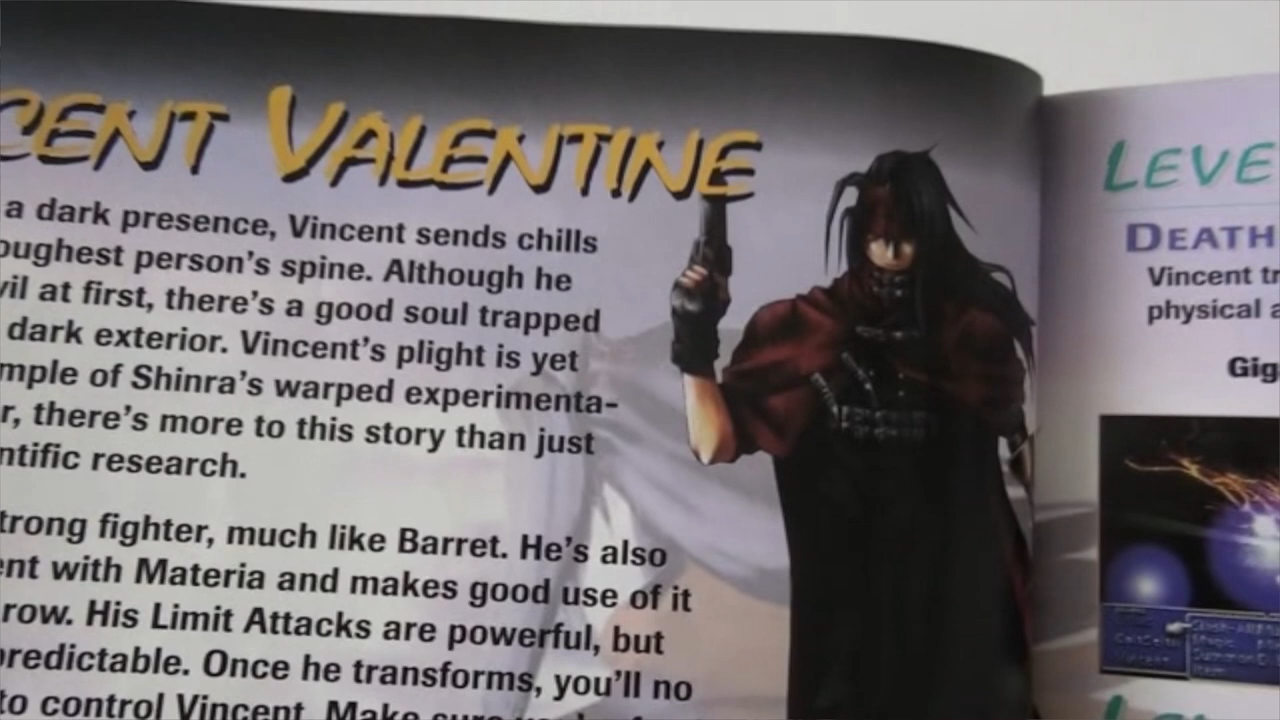 CENT VALENTINE
a dark presence, Vincent sends chills
oughest person's spine. Although he
vil at first, there's a good soul trapped
dark exterior. Vincent's plight is yet
mple of Shinra's warped experimenta-
r, there's more to this story than just
ntific research.
trong fighter, much like Barret. He's also
ent with Materia and makes good use of it
row. His Limit Attacks are powerful, but
predictable. Once he transforms, you'll no
to control Vincent. Make sure
LEVE
DEATH
Vincent tr
physical a
Gig